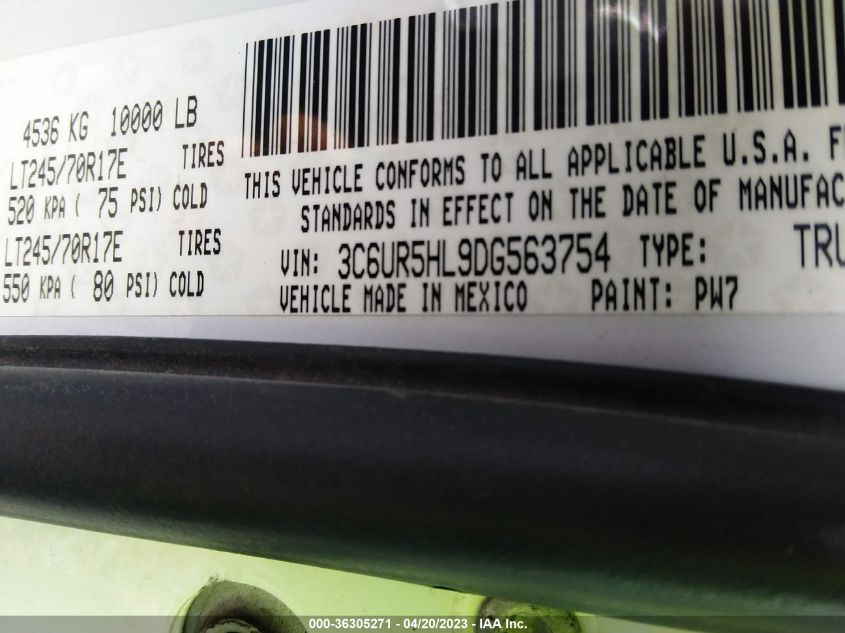 4536 KG 10000 LB
LT245/70R17E TIRES
520 KPA ( 75 PSI) COLD
LT245/70R17E TIRES
550 KPA ( 80 PSI) COLD
THIS VEHICLE CONFORMS TO ALL APPLICABLE U.S.A. F
STANDARDS IN EFFECT ON THE DATE OF MANUFAC
VIN: 3C6UR5HL9DG563754 TYPE: TRU
VEHICLE MADE IN MEXICO PAINT: PW7
000-36305271 - 04/20/2023 - IAA Inc.